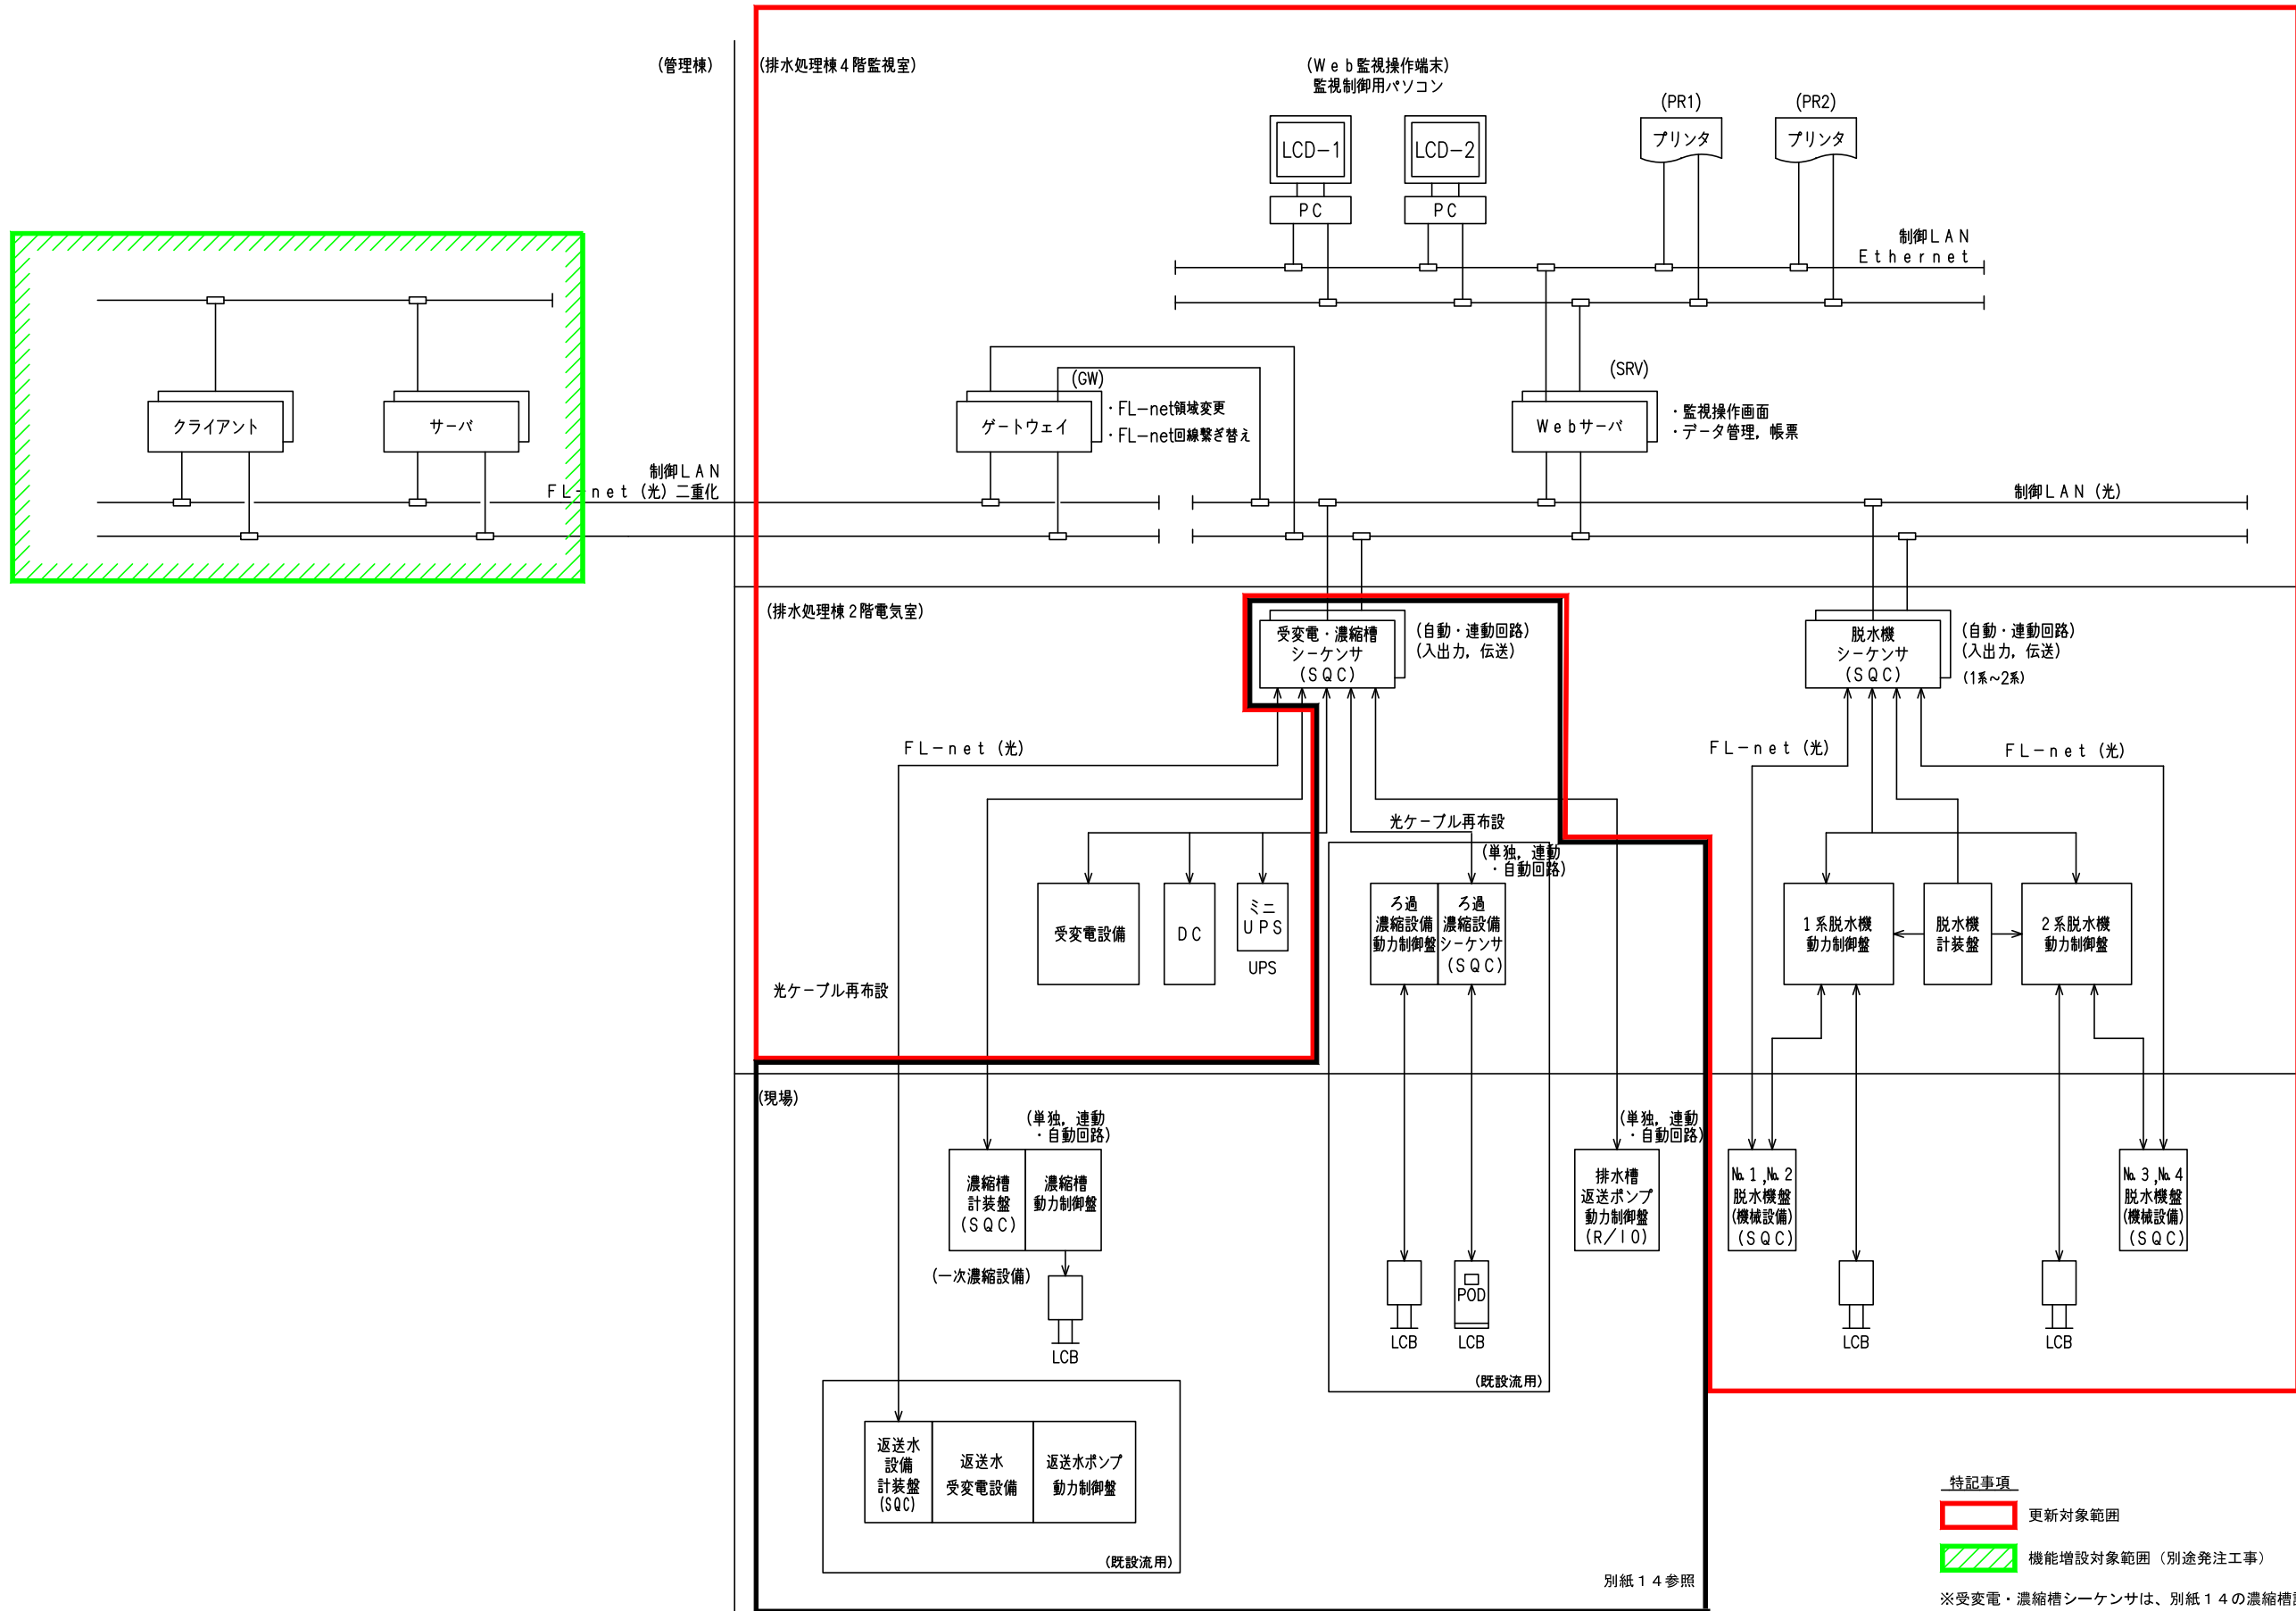 (管理棟)
(排水処理棟4階監視室)
(Web監視操作端末)
監視制御用パソコン
(PR1)
(PR2)
LCD-1
LCD-2
プリンタ
プリンタ
PC
PC
制御LAN
Ethernet
(GW)
・FL-net領域変更
・FL-net回線繋ぎ替え
(SRV)
・監視操作画面
・データ管理，帳票
クライアント
サーバ
ゲートウェイ
Webサーバ
制御LAN
FL-net (光) 二重化
制御LAN (光)
(排水処理棟2階電気室)
受変電・濃縮槽
シーケンサ
(SQC)
(自動・連動回路)
(入出力，伝送)
脱水機
シーケンサ
(SQC)
(自動・連動回路)
(入出力，伝送)
(1系~2系)
FL-net (光)
FL-net (光)
FL-net (光)
光ケーブル再布設
(単独，連動
・自動回路)
受変電設備
DC
ミニ
UPS
UPS
ろ過
濃縮設備
動力制御盤
ろ過
濃縮設備
シーケンサ
(SQC)
1系脱水機
動力制御盤
脱水機
計装盤
2系脱水機
動力制御盤
光ケーブル再布設
(現場)
(単独，連動
・自動回路)
(単独，連動
・自動回路)
濃縮槽
計装盤
(SQC)
濃縮槽
動力制御盤
排水槽
返送ポンプ
動力制御盤
(R/IO)
№1,№2
脱水機盤
(機械設備)
(SQC)
№3,№4
脱水機盤
(機械設備)
(SQC)
(一次濃縮設備)
LCB
POD
LCB
LCB
LCB
LCB
(既設流用)
返送水
設備
計装盤
(SQC)
返送水
受変電設備
返送水ポンプ
動力制御盤
(既設流用)
別紙14参照
特記事項
更新対象範囲
機能増設対象範囲（別途発注工事）
※受変電・濃縮槽シーケンサは、別紙14の濃縮槽